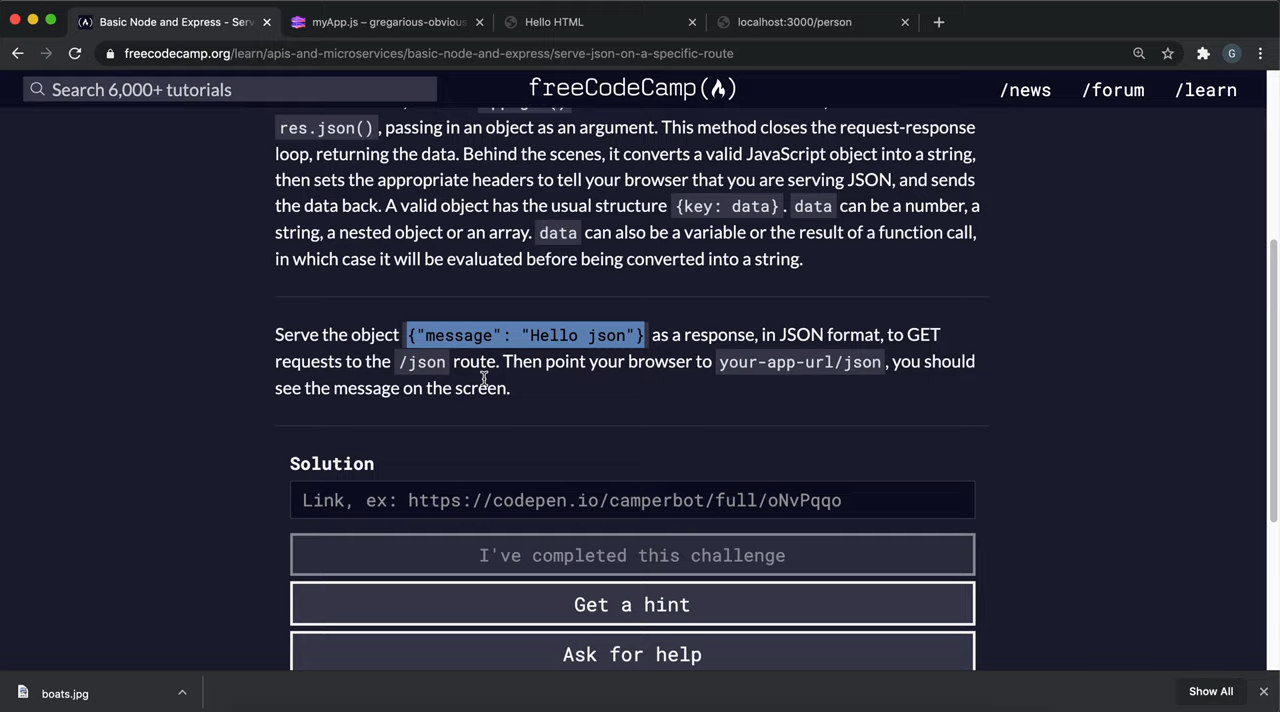 Basic Node and Express - Serv
myApp.js – gregarious-obvious
Hello HTML
localhost:3000/person
freecodecamp.org/learn/apis-and-microservices/basic-node-and-express/serve-json-on-a-specific-route
G
Search 6,000+ tutorials
freeCodeCamp
/news
/forum
/learn
res.json() , passing in an object as an argument. This method closes the request-response
loop, returning the data. Behind the scenes, it converts a valid JavaScript object into a string,
then sets the appropriate headers to tell your browser that you are serving JSON, and sends
the data back. A valid object has the usual structure {key: data} . data can be a number, a
string, a nested object or an array. data can also be a variable or the result of a function call,
in which case it will be evaluated before being converted into a string.
Serve the object {"message": "Hello json"} as a response, in JSON format, to GET
requests to the /json route. Then point your browser to your-app-url/json , you should
see the message on the screen.
Solution
Link, ex: https://codepen.io/camperbot/full/oNvPqqo
I've completed this challenge
Get a hint
Ask for help
boats.jpg
Show All